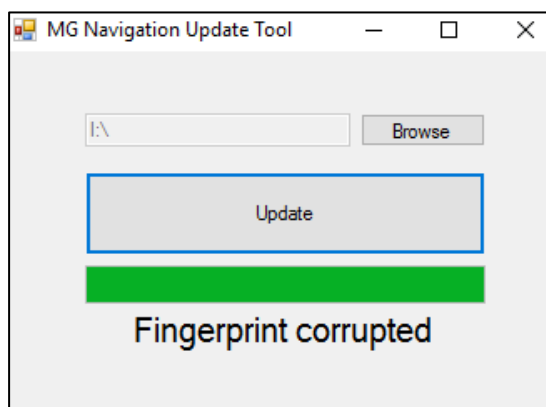 MG Navigation Update Tool
I:\
Browse
Update
Fingerprint corrupted